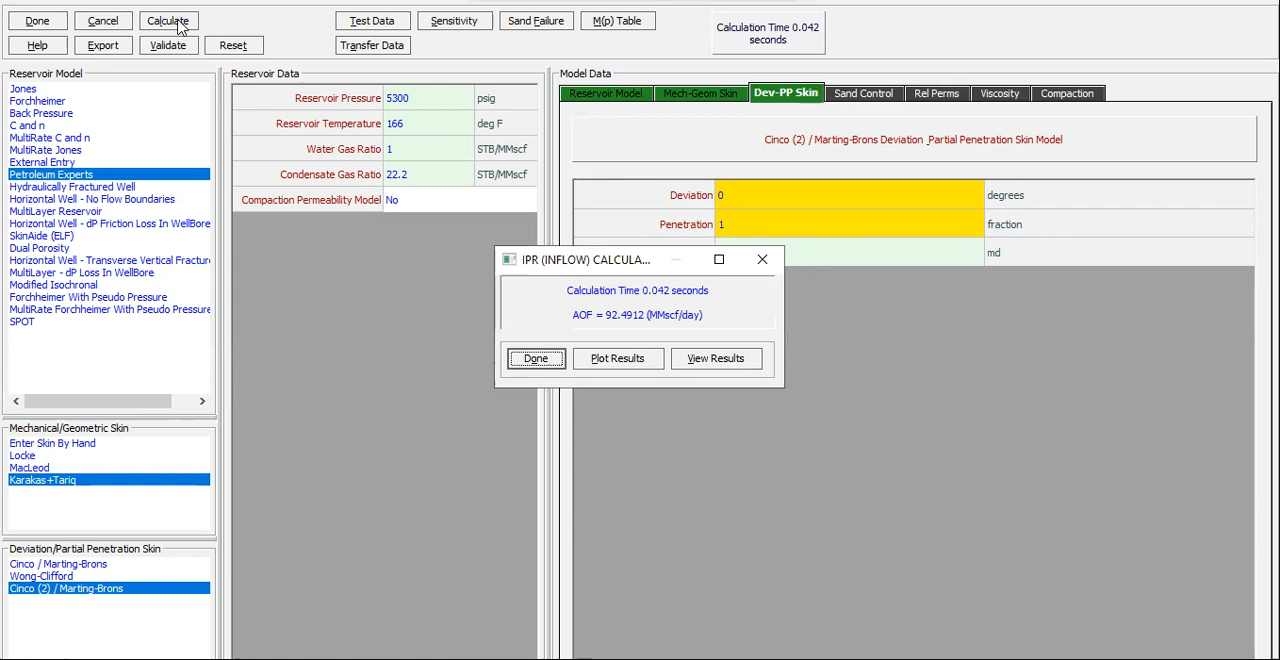 Done
Cancel
Calculate
Test Data
Sensitivity
Sand Failure
M(p) Table
Calculation Time 0.042
seconds
Help
Export
Validate
Reset
Transfer Data
Reservoir Model
Jones
Forchheimer
Back Pressure
C and n
MultiRate C and n
MultiRate Jones
External Entry
Petroleum Experts
Hydraulically Fractured Well
Horizontal Well - No Flow Boundaries
MultiLayer Reservoir
Horizontal Well - dP Friction Loss In WellBore
SkinAide (ELF)
Dual Porosity
Horizontal Well - Transverse Vertical Fracture
MultiLayer - dP Loss In WellBore
Modified Isochronal
Forchheimer With Pseudo Pressure
MultiRate Forchheimer With Pseudo Pressure
SPOT
Mechanical/Geometric Skin
Enter Skin By Hand
Locke
MacLeod
Karakas+Tariq
Deviation/Partial Penetration Skin
Cinco / Marting-Brons
Wong-Clifford
Cinco (2) / Marting-Brons
Reservoir Data
Reservoir Pressure 5300 psig
Reservoir Temperature 166 deg F
Water Gas Ratio 1 STB/MMscf
Condensate Gas Ratio 22.2 STB/MMscf
Compaction Permeability Model No
Model Data
Reservoir Model
Mech-Geom Skin
Dev-PP Skin
Sand Control
Rel Perms
Viscosity
Compaction
Cinco (2) / Marting-Brons Deviation _Partial Penetration Skin Model
Deviation 0 degrees
Penetration 1 fraction
md
IPR (INFLOW) CALCULA...
Calculation Time 0.042 seconds
AOF = 92.4912 (MMscf/day)
Done
Plot Results
View Results